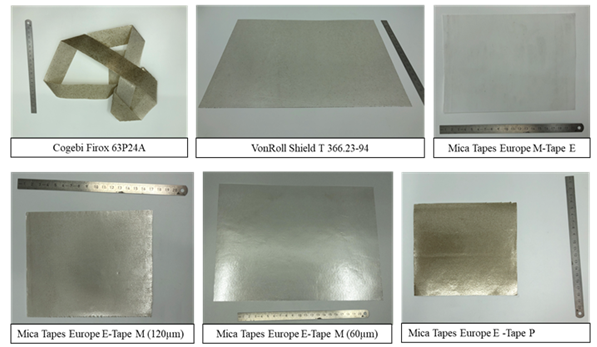 Cogebi Firox 63P24A
VonRoll Shield T 366.23-94
Mica Tapes Europe M-Tape E
Mica Tapes Europe E-Tape M (120μm)
Mica Tapes Europe E-Tape M (60μm)
Mica Tapes Europe E -Tape P